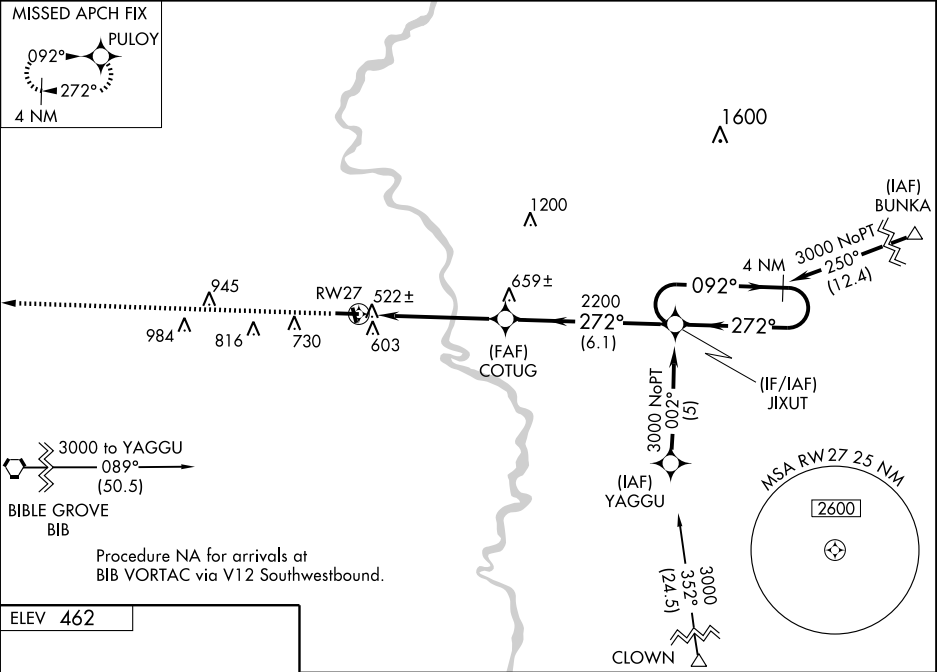 MISSED APCH FIX
PULOY
092°
272°
4 NM
1600
(IAF)
BUNKA
3000 NoPT
250°
(12.4)
1200
4 NM
092°
945
RW27
522±
659±
2200
272°
(6.1)
272°
984
816
730
603
(FAF)
COTUG
(IF/IAF)
JIXUT
3000 NoPT
002°
(5)
3000 to YAGGU
089°
(50.5)
BIBLE GROVE
BIB
(IAF)
YAGGU
MSA RW 27 25 NM
2600
Procedure NA for arrivals at
BIB VORTAC via V12 Southwestbound.
3000
352°
(24.5)
ELEV 462
CLOWN